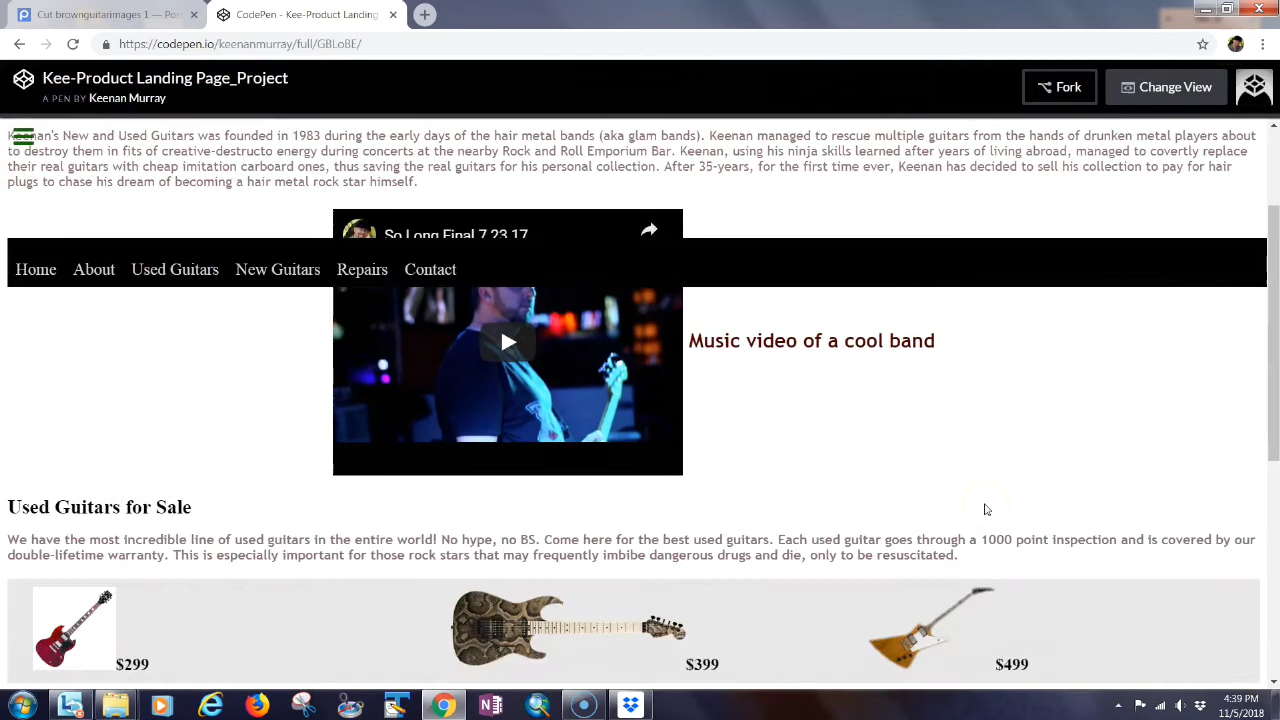 Cut brownguitarimages 1 — Pos
CodePen - Kee-Product Landing
https://codepen.io/keenanmurray/full/GBLoBE/
Kee-Product Landing Page_Project
A PEN BY Keenan Murray
Fork
Change View
Keenan's New and Used Guitars was founded in 1983 during the early days of the hair metal bands (aka glam bands). Keenan managed to rescue multiple guitars from the hands of drunken metal players about
to destroy them in fits of creative-destructo energy during concerts at the nearby Rock and Roll Emporium Bar. Keenan, using his ninja skills learned after years of living abroad, managed to covertly replace
their real guitars with cheap imitation carboard ones, thus saving the real guitars for his personal collection. After 35-years, for the first time ever, Keenan has decided to sell his collection to pay for hair
plugs to chase his dream of becoming a hair metal rock star himself.
So Long Final 7.23.17
Home About Used Guitars New Guitars Repairs Contact
Music video of a cool band
Used Guitars for Sale
We have the most incredible line of used guitars in the entire world! No hype, no BS. Come here for the best used guitars. Each used guitar goes through a 1000 point inspection and is covered by our
double-lifetime warranty. This is especially important for those rock stars that may frequently imbibe dangerous drugs and die, only to be resuscitated.
$299
$399
$499
4:39 PM
11/5/2018